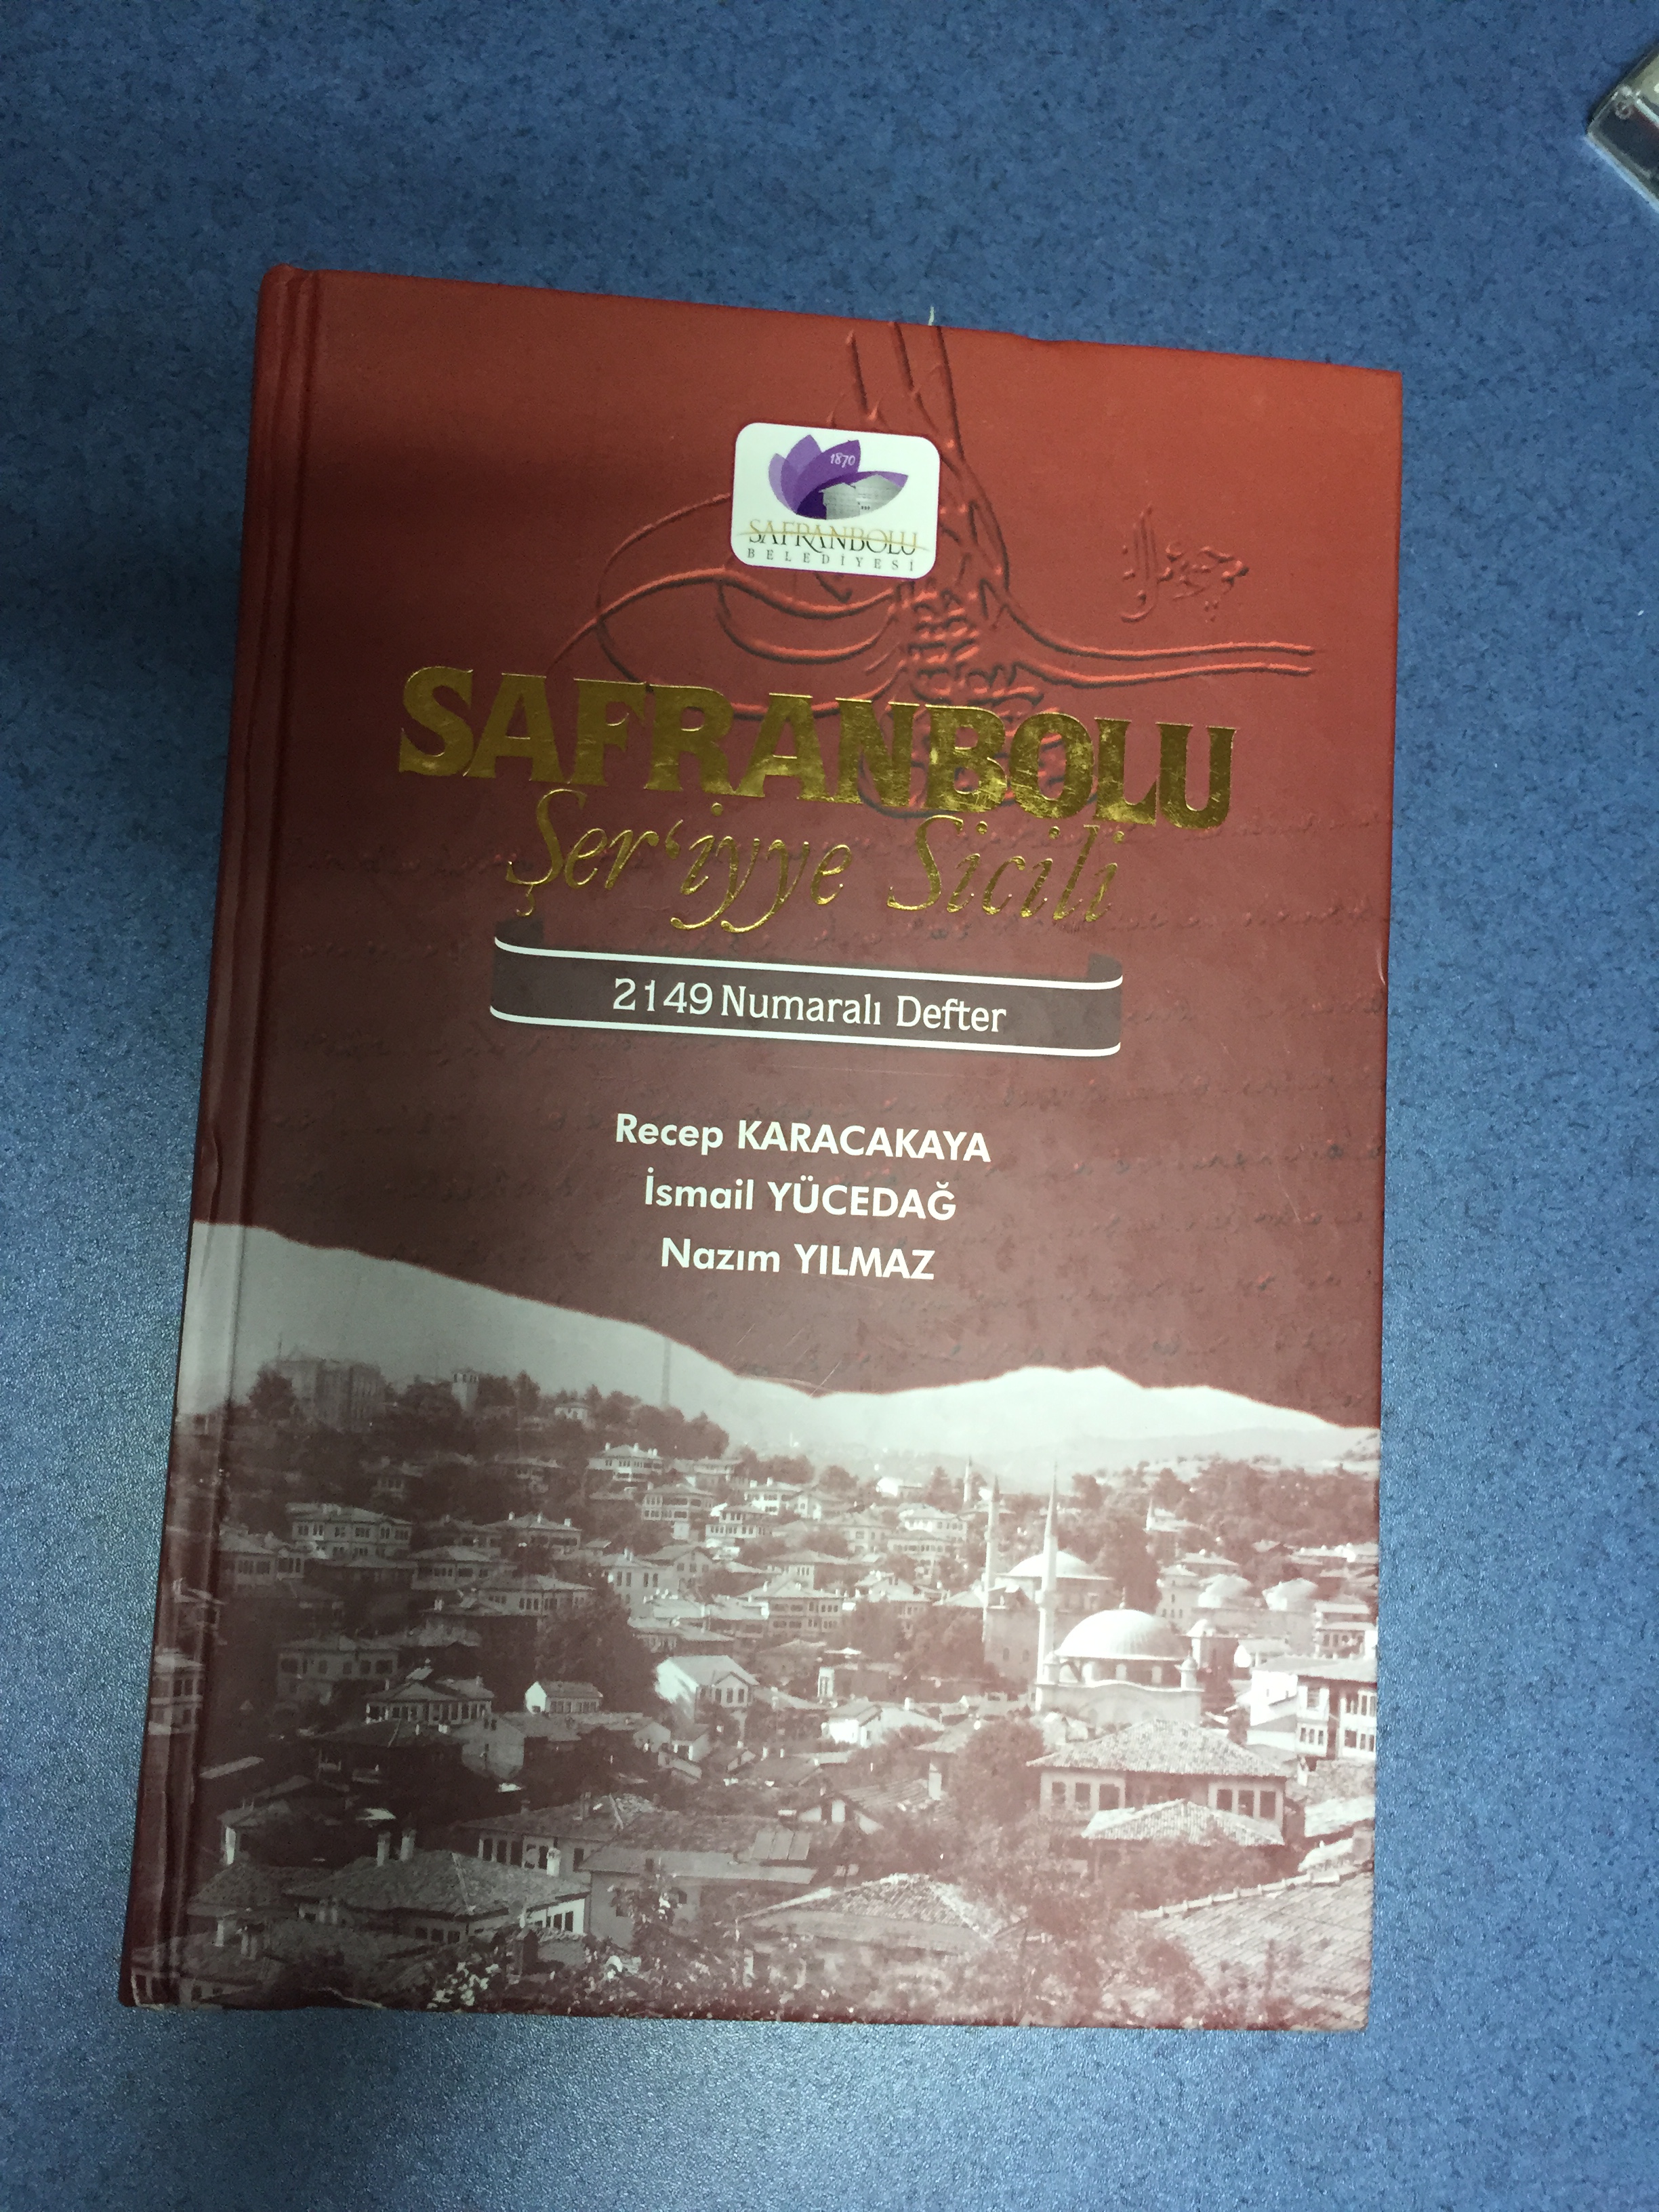 1870
SAFRANBOLU
BELEDİYESİ
SAFRANBOLU
Şer‘iyye Sicili
2149 Numaralı Defter
Recep KARACAKAYA
İsmail YÜCEDAĞ
Nazım YILMAZ